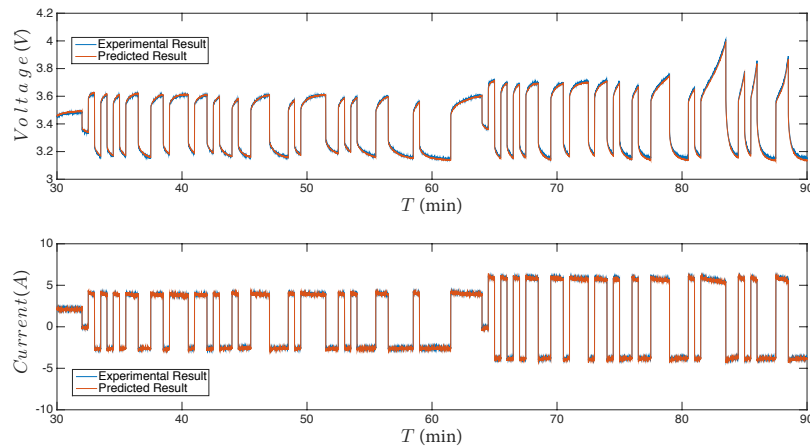 4.2
4
3.8
3.6
3.4
3.2
3
Voltage(V)
Experimental Result
Predicted Result
30 40 50 60 70 80 90
T (min)
10
5
0
-5
-10
Current(A)
Experimental Result
Predicted Result
30 40 50 60 70 80 90
T (min)